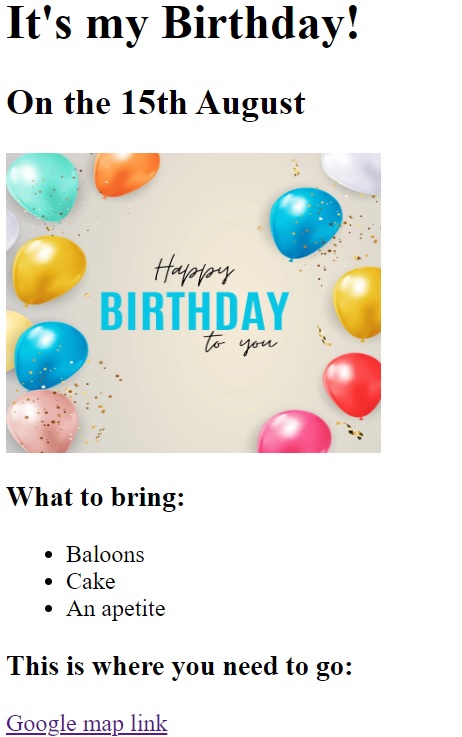 It's my Birthday!
On the 15th August
Happy
BIRTHDAY
to you
What to bring:
Baloons
Cake
An apetite
This is where you need to go:
Google map link